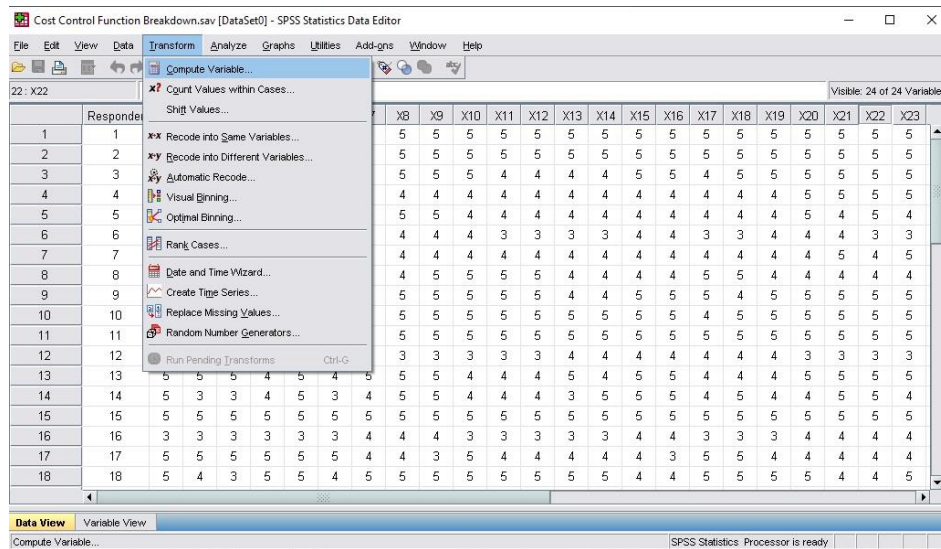 Cost Control Function Breakdown.sav [DataSet0] - SPSS Statistics Data Editor
File Edit View Data Transform Analyze Graphs Utilities Add-ons Window Help
22 : X22
Visible: 24 of 24 Variable
Compute Variable...
Count Values within Cases...
Shift Values...
Recode into Same Variables...
Recode into Different Variables...
Automatic Recode...
Visual Binning...
Optimal Binning...
Rank Cases...
Date and Time Wizard...
Create Time Series...
Replace Missing Values...
Random Number Generators...
Run Pending Transforms Ctrl-G
Responder X8 X9 X10 X11 X12 X13 X14 X15 X16 X17 X18 X19 X20 X21 X22 X23
1 1 5 5 5 5 5 5 5 5 5 5 5 5 5 5 5 5
2 2 5 5 5 5 5 5 5 5 5 5 5 5 5 5 5 5
3 3 5 5 5 4 4 4 4 5 5 4 5 5 5 5 5 5
4 4 4 4 4 4 4 4 4 4 4 4 4 4 5 5 5 5
5 5 5 5 4 4 4 4 4 4 4 4 4 4 5 4 5 4
6 6 4 4 4 3 3 3 3 4 4 3 3 4 4 4 3 3
7 7 4 4 4 4 4 4 4 4 4 4 4 4 4 5 4 5
8 8 4 5 5 5 5 4 4 4 4 5 5 4 4 4 4 4
9 9 5 5 5 5 5 4 4 5 5 5 4 5 5 5 5 5
10 10 5 5 5 5 5 5 5 5 5 4 5 5 5 5 5 5
11 11 5 5 5 5 5 5 5 5 5 5 5 5 5 5 5 5
12 12 3 3 3 3 3 4 4 4 4 4 4 4 3 3 3 3
13 13 5 5 5 4 5 4 5 5 5 4 4 4 5 4 5 5 4 4 4 5 5 5 5
14 14 5 3 3 4 5 3 4 5 5 4 4 4 3 5 5 5 4 5 4 4 5 5 4
15 15 5 5 5 5 5 5 5 5 5 5 5 5 5 5 5 5 5 5 5 5 5 5 5
16 16 3 3 3 3 3 3 4 4 4 3 3 3 3 3 4 4 3 3 3 4 4 4 4
17 17 5 5 5 5 5 5 4 4 3 5 4 4 4 4 4 3 5 5 4 4 4 4 4
18 18 5 4 3 5 5 4 5 5 5 5 5 5 5 5 4 4 5 5 5 5 4 4 5
Data View Variable View
Compute Variable... SPSS Statistics Processor is ready